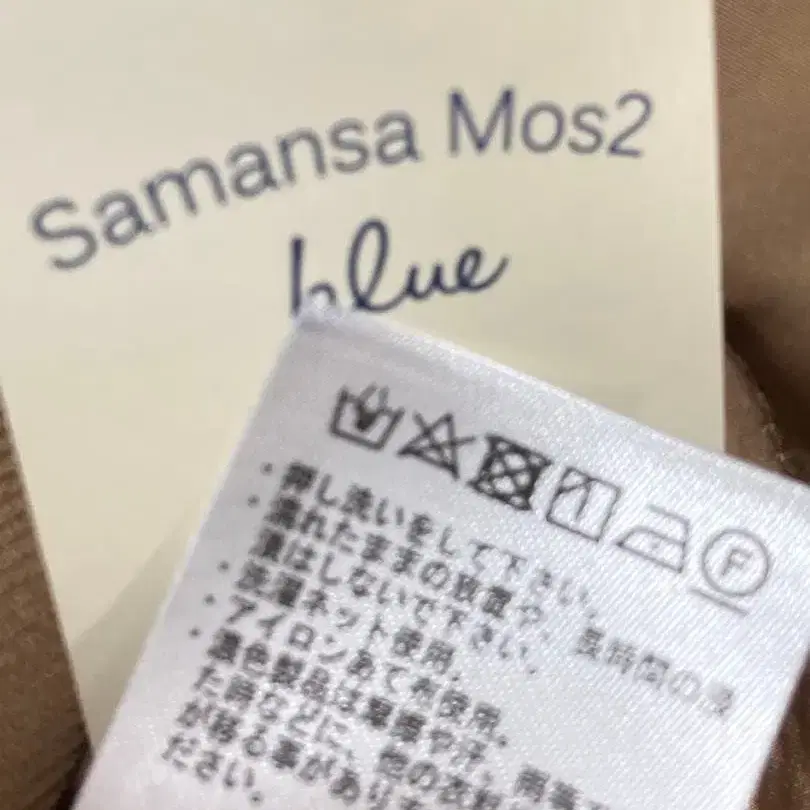 Samansa Mos2
blue
F
・押し洗いをして下さい。
・濡れたままの放置や、長時間の浸
漬はしないで下さい。
・洗濯ネット使用。
・アイロンあて布使用。
・濃色製品は摩擦や汗、雨等
た時などに、他の衣類
が移る事があります
ださい。